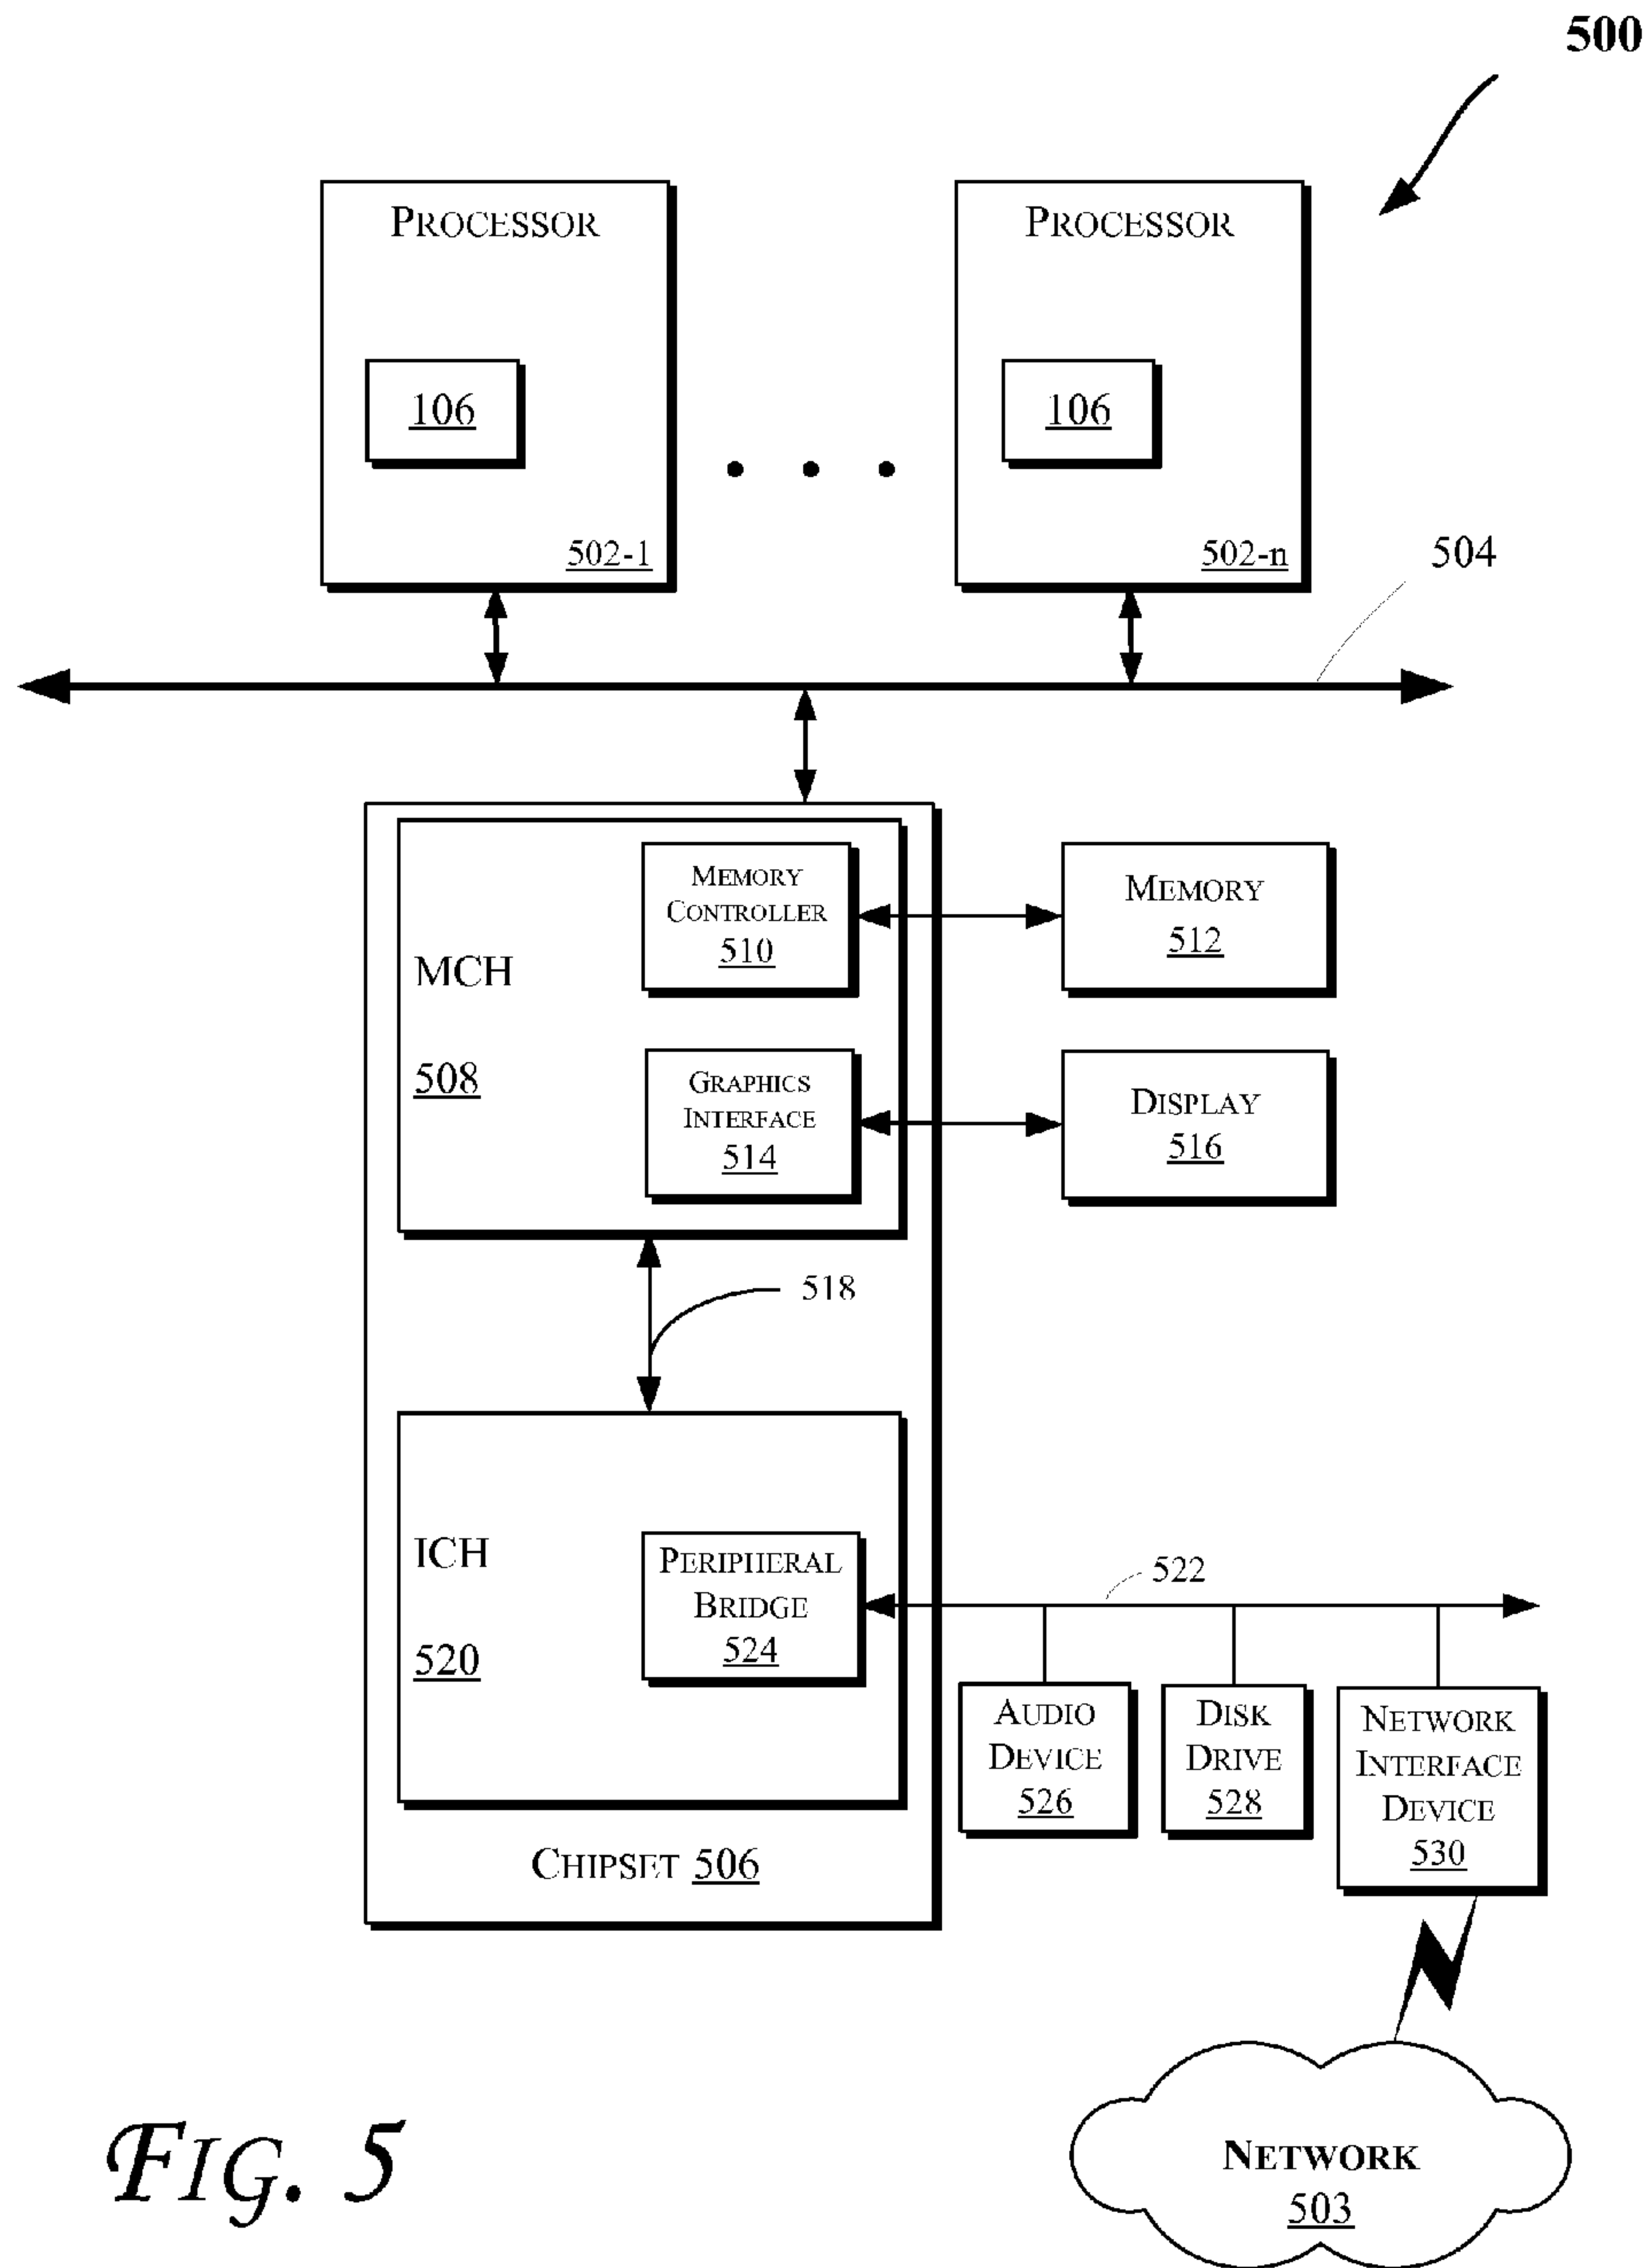 500
PROCESSOR
106
502-1
PROCESSOR
106
502-n
504
MEMORY
CONTROLLER
510
MEMORY
512
MCH
508
GRAPHICS
INTERFACE
514
DISPLAY
516
518
ICH
520
PERIPHERAL
BRIDGE
524
522
AUDIO
DEVICE
526
DISK
DRIVE
528
NETWORK
INTERFACE
DEVICE
530
CHIPSET 506
NETWORK
503
FIG. 5